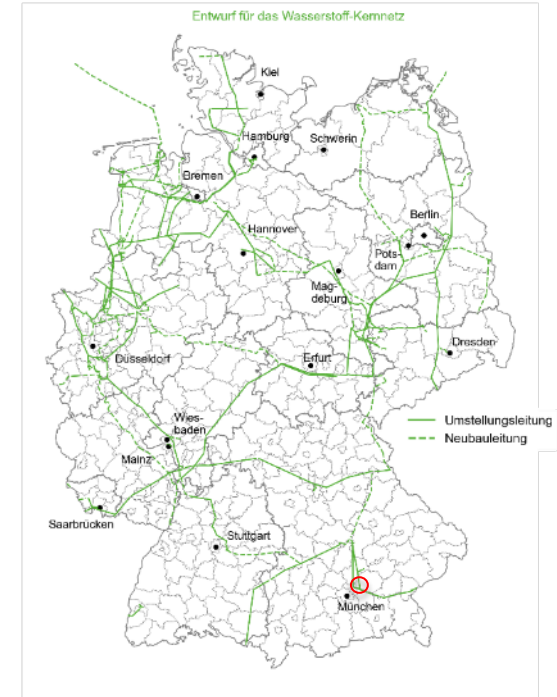 Entwurf für das Wasserstoff-Kernnetz
Kiel
Hamburg
Schwerin
Bremen
Berlin
Hannover
Pots-
dam
Mag-
deburg
Dresden
Erfurt
Düsseldorf
Umstellungsleitung
Wies-
baden
Neubauleitung
Mainz
Saarbrücken
Stuttgart
München